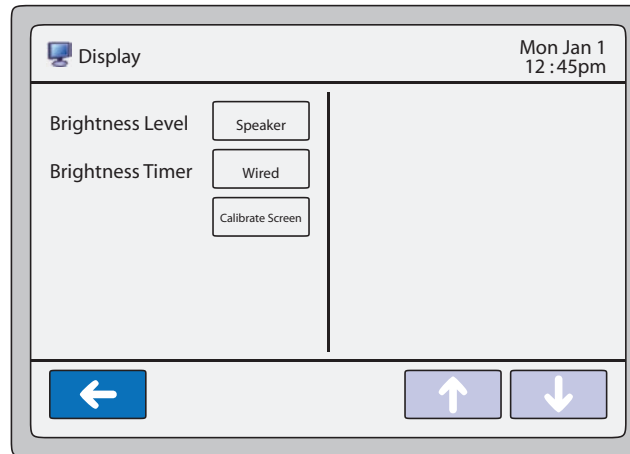 Display
Mon Jan 1
12 :45pm
Brightness Level
Speaker
Brightness Timer
Wired
Calibrate Screen